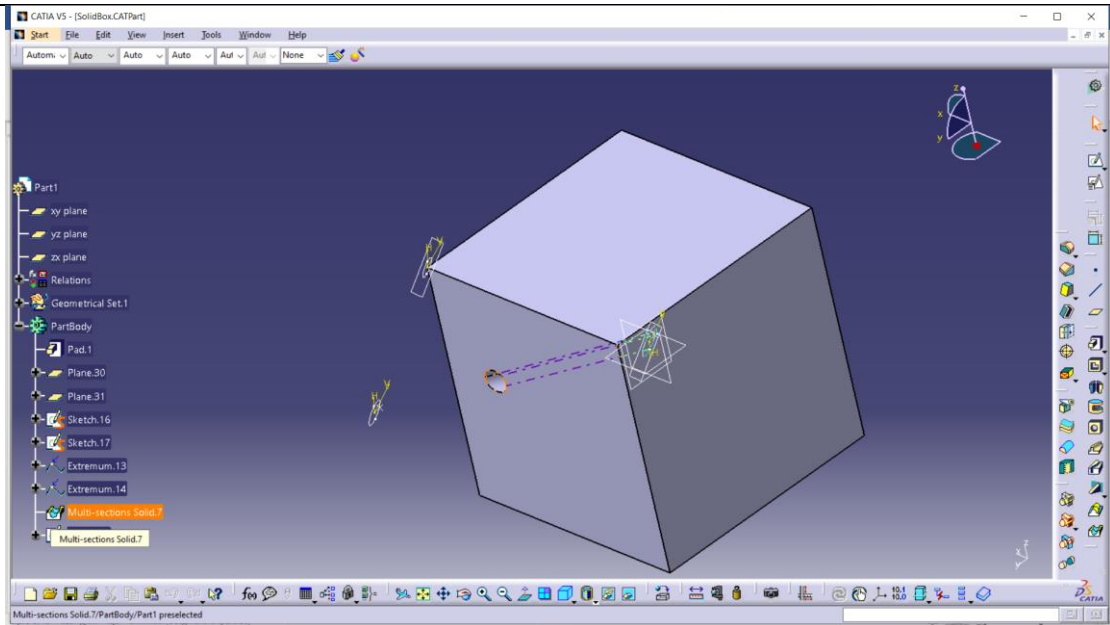 CATIA V5 - [SolidBox.CATPart]
Start File Edit View Insert Tools Window Help
Automa Auto Auto Auto Aut Aut None
z
x
y
Part1
xy plane
yz plane
zx plane
Relations
Geometrical Set.1
PartBody
Pad.1
Plane.30
Plane.31
Sketch.16
Sketch.17
Extremum.13
Extremum.14
Multi-sections Solid.7
Multi-sections Solid.7
Multi-sections Solid.7/PartBody/Part1 preselected
CATIA